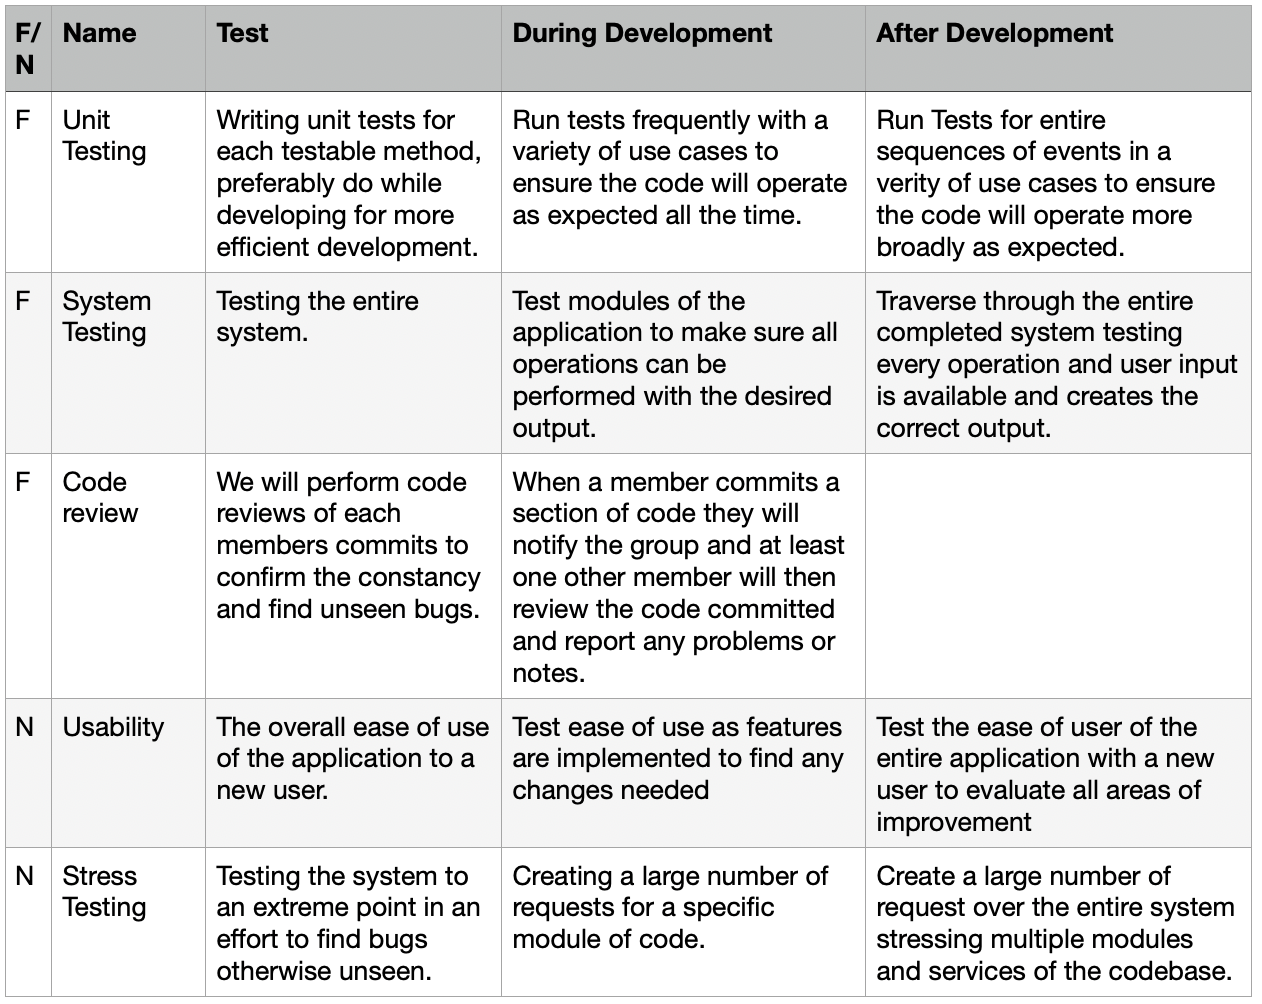 F/
N
Name
Test
During Development
After Development
F
Unit
Testing
Writing unit tests for
each testable method,
preferably do while
developing for more
efficient development.
Run tests frequently with a
variety of use cases to
ensure the code will operate
as expected all the time.
Run Tests for entire
sequences of events in a
verity of use cases to ensure
the code will operate more
broadly as expected.
F
System
Testing
Testing the entire
system.
Test modules of the
application to make sure all
operations can be
performed with the desired
output.
Traverse through the entire
completed system testing
every operation and user input
is available and creates the
correct output.
F
Code
review
We will perform code
reviews of each
members commits to
confirm the constancy
and find unseen bugs.
When a member commits a
section of code they will
notify the group and at least
one other member will then
review the code committed
and report any problems or
notes.
N
Usability
The overall ease of use
of the application to a
new user.
Test ease of use as features
are implemented to find any
changes needed
Test the ease of user of the
entire application with a new
user to evaluate all areas of
improvement
N
Stress
Testing
Testing the system to
an extreme point in an
effort to find bugs
otherwise unseen.
Creating a large number of
requests for a specific
module of code.
Create a large number of
request over the entire system
stressing multiple modules
and services of the codebase.